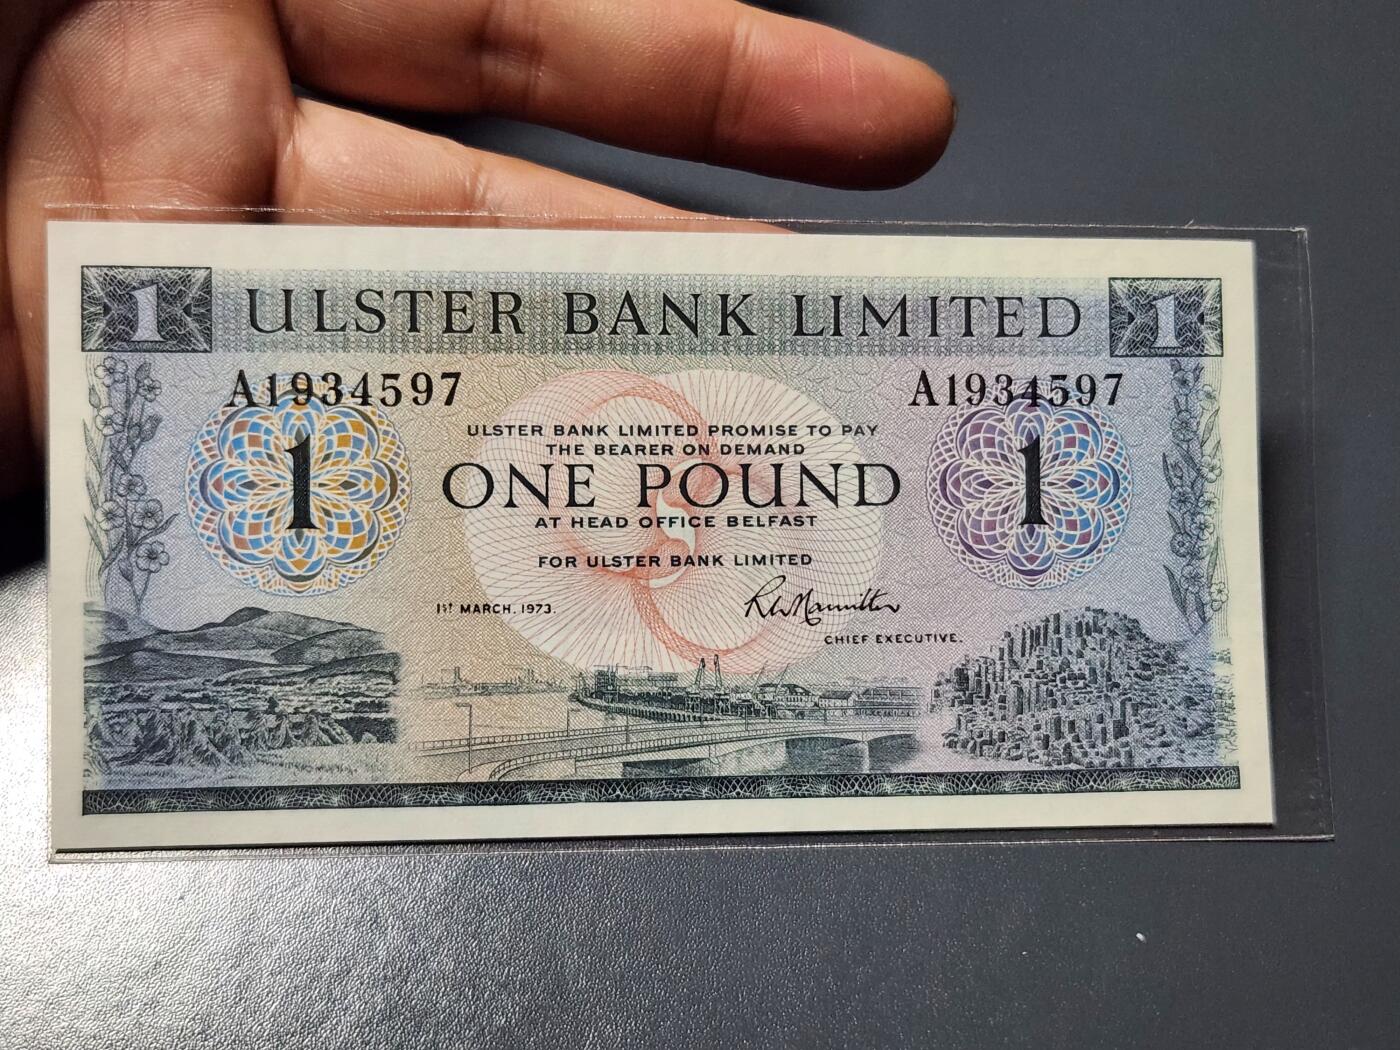 1 ULSTER BANK LIMITED 1
A1934597 A1934597
ULSTER BANK LIMITED PROMISE TO PAY
THE BEARER ON DEMAND
1 ONE POUND 1
AT HEAD OFFICE BELFAST
FOR ULSTER BANK LIMITED
1ST MARCH, 1973.
R W Hamilton
CHIEF EXECUTIVE.